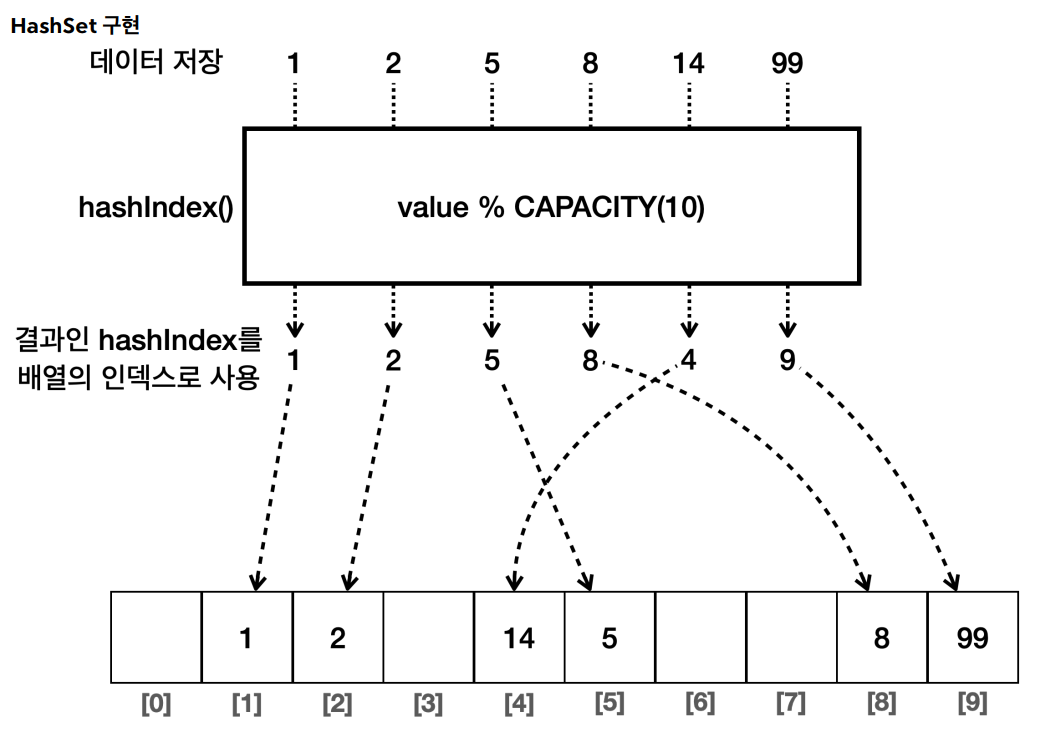 HashSet 구현
데이터 저장 1 2 5 8 14 99
hashIndex() value % CAPACITY(10)
결과인 hashIndex를
배열의 인덱스로 사용
1 2 5 8 4 9
1 2 14 5 8 99
[0] [1] [2] [3] [4] [5] [6] [7] [8] [9]